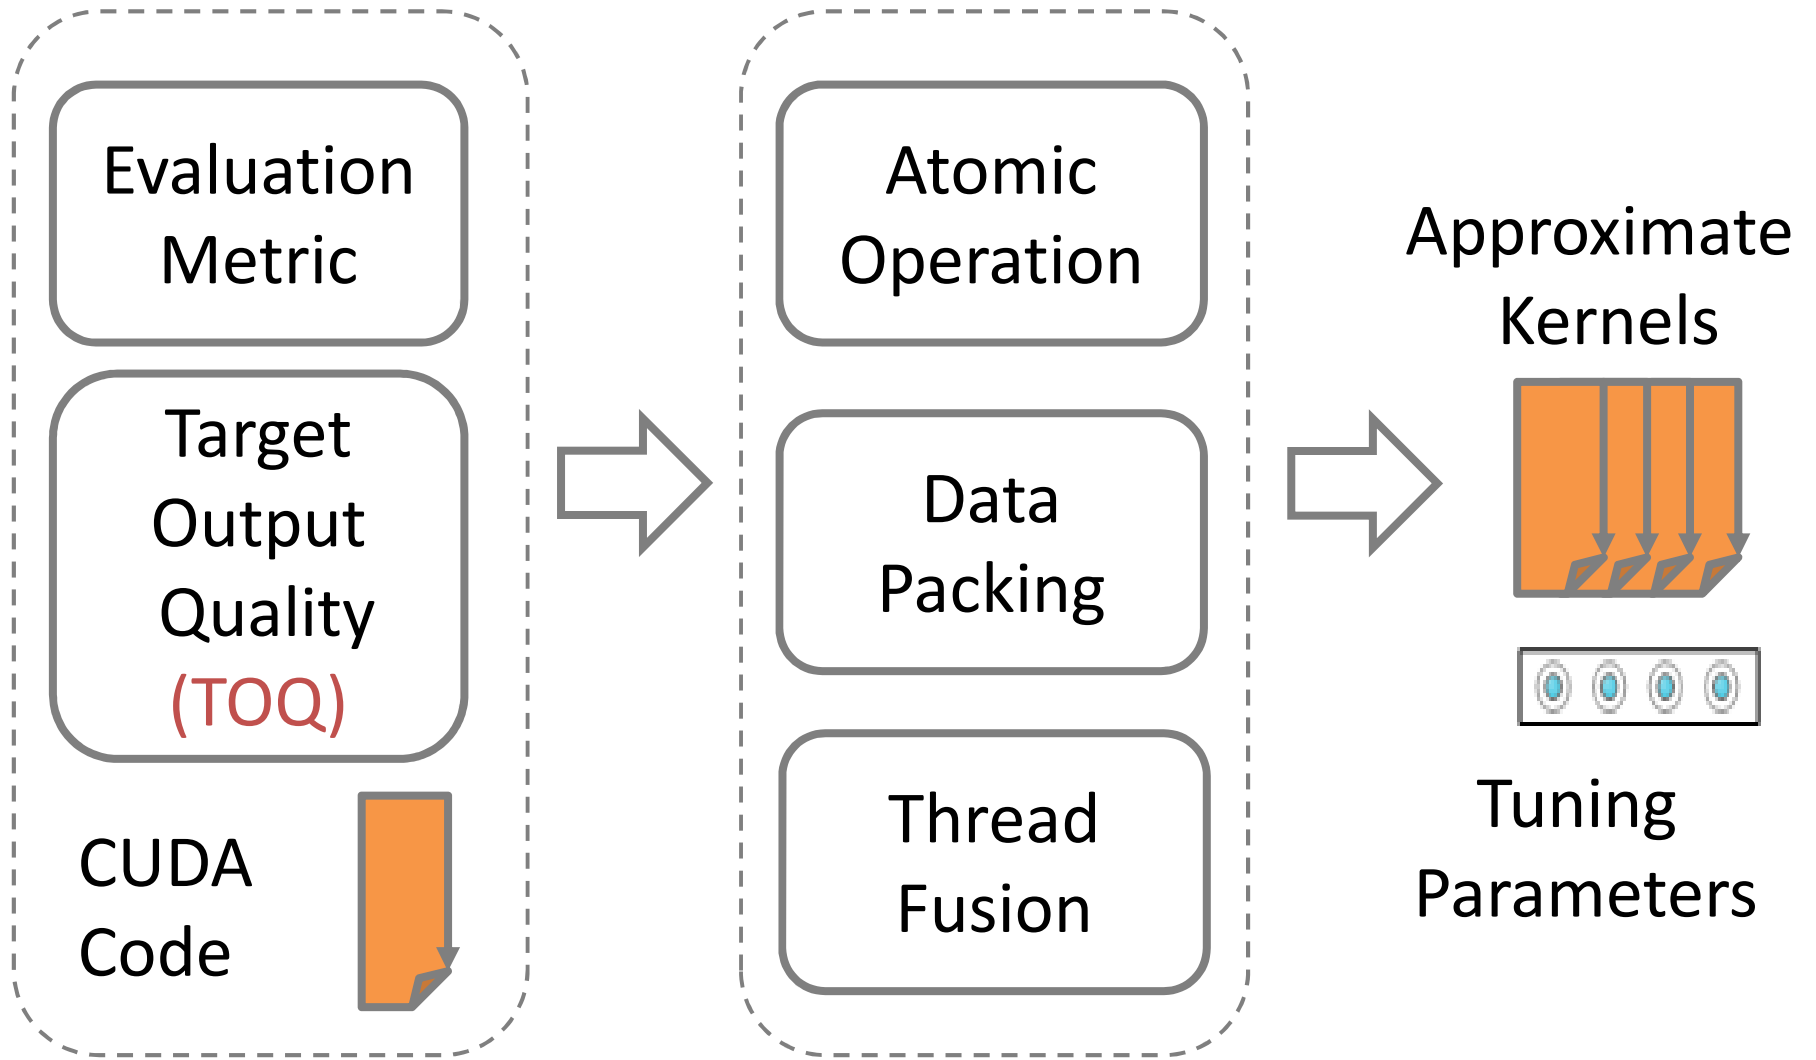 Evaluation
Metric
Target
Output
Quality
(TOQ)
CUDA
Code
Atomic
Operation
Data
Packing
Thread
Fusion
Approximate
Kernels
Tuning
Parameters